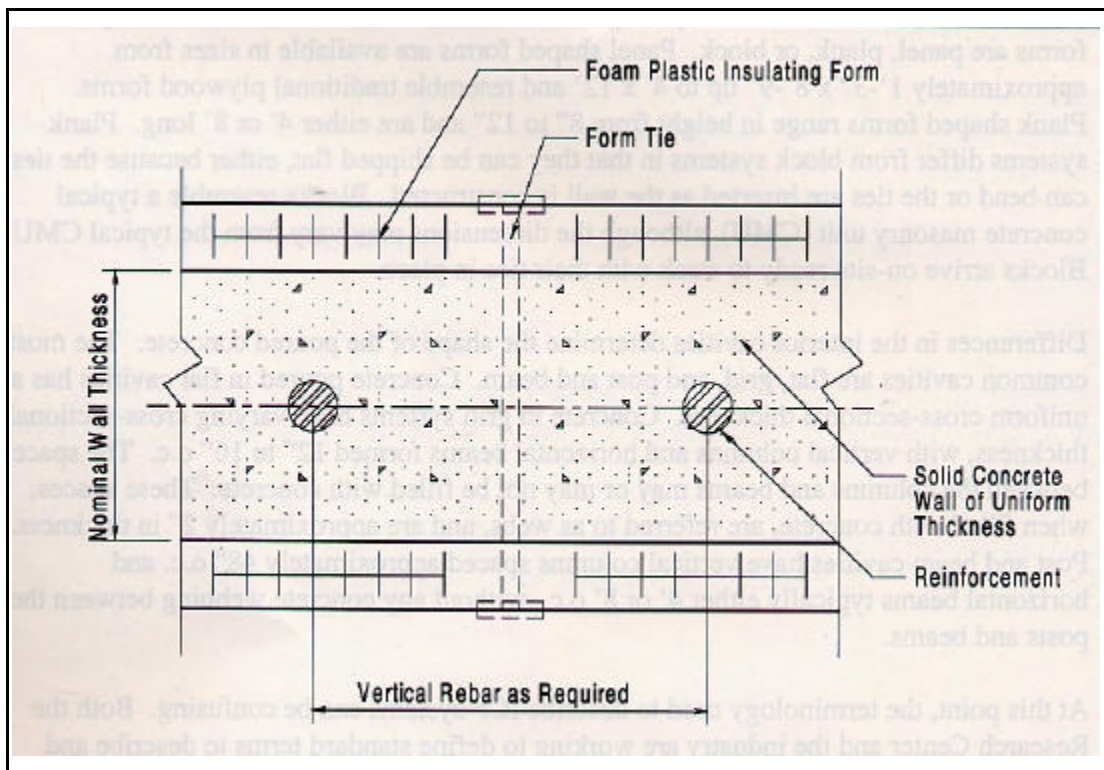 Foam Plastic Insulating Form
Form Tie
Nominal Wall Thickness
Solid Concrete
Wall of Uniform
Thickness
Reinforcement
Vertical Rebar as Required
forms are panel, plank, or block. Panel shaped forms are available in sizes from
approximately up to 4' x 12' and resemble traditional plywood forms.
Plank shaped forms range in height from 8" to 12" and are either 4' or 8' long. Plank
systems differ from block systems in that they can be shipped flat, either because the ties
can bend or the ties are inserted as the wall is constructed. Blocks resemble a typical
concrete masonry unit (CMU) although the dimensions may vary from the typical CMU
Blocks arrive on-site ready to stack with their ties in place.
Differences in the interior cavities determine the shape of the poured concrete. The most
common cavities are flat, grid, and post and beam. Concrete poured in flat cavities has a
uniform cross-sectional thickness. Concrete in grid systems has varying cross-sectional
thickness, with vertical columns and horizontal beams formed 12" to 16" c.c. The space
between the columns and beams may or may not be filled with concrete. These spaces,
when filled with concrete, are referred to as webs, and are approximately 2" in thickness.
Post and beam cavities have vertical columns spaced approximately 48" o.c. and
horizontal beams typically either 4' or 8' o.c., without any concrete webbing between the
posts and beams.
At this point, the terminology used to describe ICF systems can be confusing. Both the
Research Center and the industry are working to define standard terms to describe and